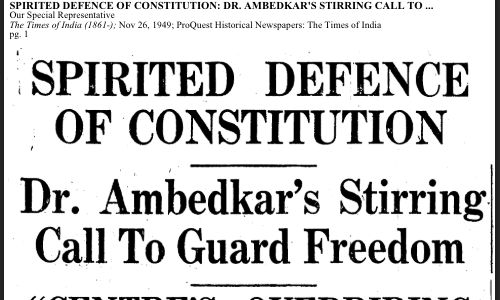 SPIRITED DEFENCE OF CONSTITUTION: DR. AMBEDKAR'S STIRRING CALL TO ...
Our Special Representative
The Times of India (1861-); Nov 26, 1949; ProQuest Historical Newspapers: The Times of India
pg. 1
SPIRITED DEFENCE
OF CONSTITUTION
Dr. Ambedkar's Stirring
Call To Guard Freedom
"CENTRE'S OVERRIDING